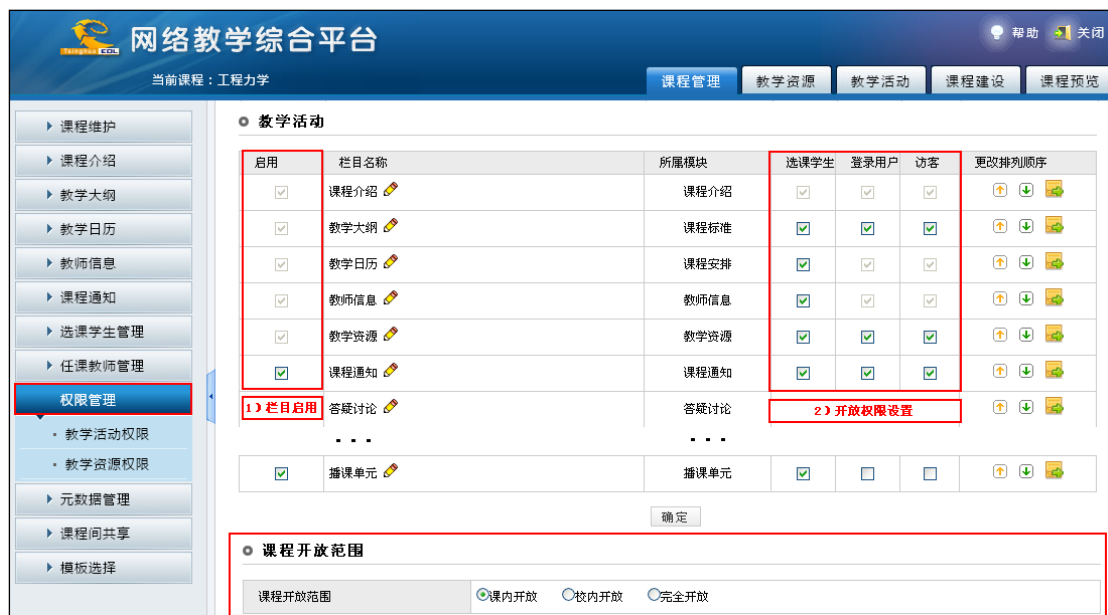 网络教学综合平台
帮助 关闭
当前课程：工程力学
课程管理 教学资源 教学活动 课程建设 课程预览
课程维护
课程介绍
教学大纲
教学日历
教师信息
课程通知
选课学生管理
任课教师管理
权限管理
教学活动权限
教学资源权限
元数据管理
课程间共享
模板选择
教学活动
启用 栏目名称 所属模块 选课学生 登录用户 访客 更改排列顺序
课程介绍 课程介绍
教学大纲 课程标准
教学日历 课程安排
教师信息 教师信息
教学资源 教学资源
课程通知 课程通知
1）栏目启用 答疑讨论 答疑讨论 2）开放权限设置
... ...
播课单元 播课单元
确定
课程开放范围
课程开放范围 课内开放 校内开放 完全开放